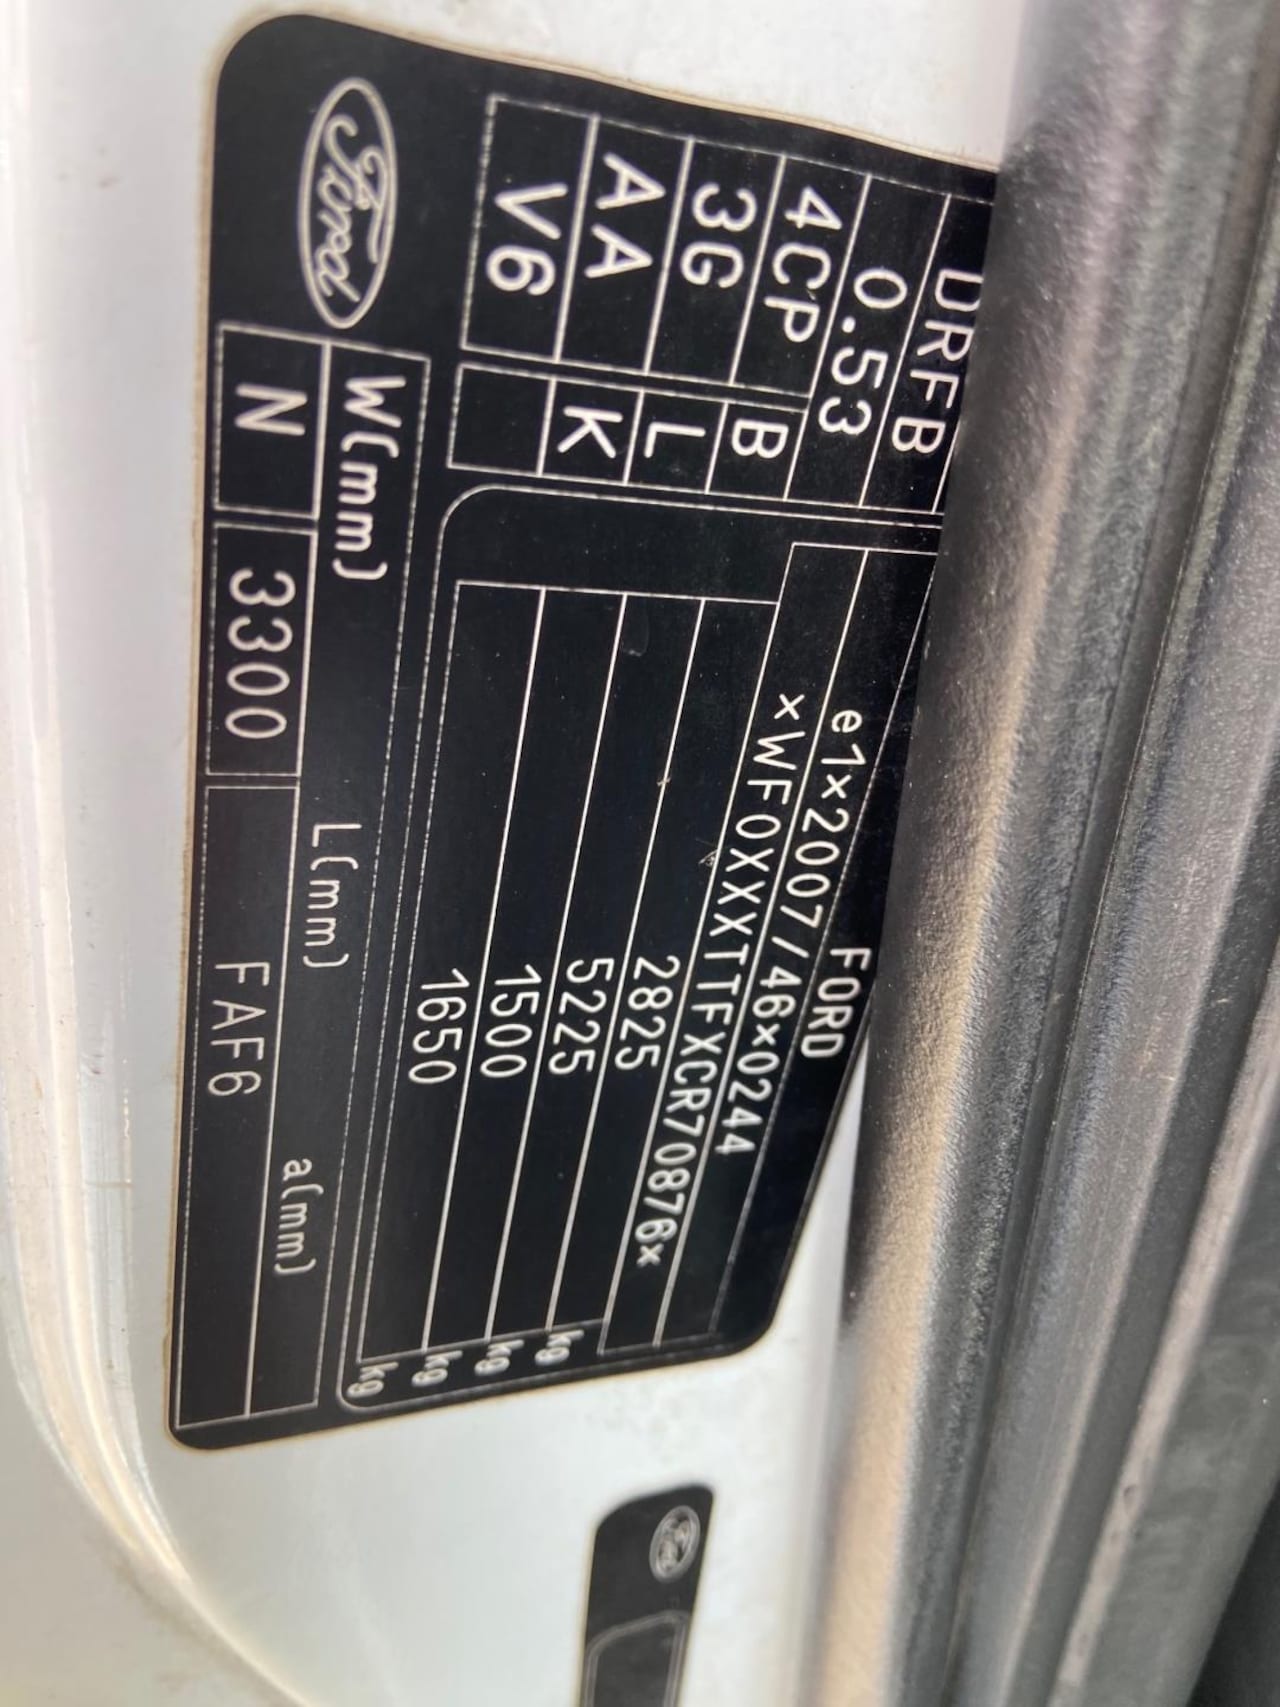 DRFB
FORD
0.53
e1×2007/46×0244
4CP B
×WF0XXXTTFXCR70876×
3G L
2825 kg
AA K
5225 kg
V6
1500 kg
1650 kg
Ford
W(mm) L(mm) a(mm)
N 3300 FAF6
Ford